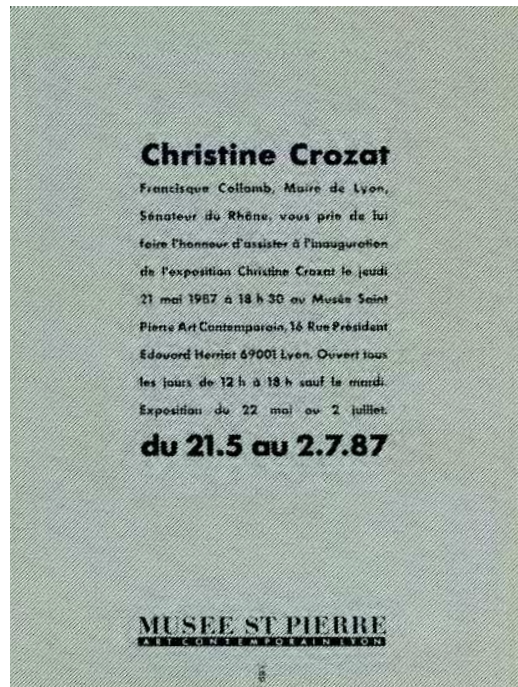 Christine Crozat
Francisque Collomb, Maire de Lyon,
Sénateur du Rhône, vous prie de lui
faire l'honneur d'assister à l'inauguration
de l'exposition Christine Crozat le jeudi
21 mai 1987 à 18 h 30 au Musée Saint
Pierre Art Contemporain, 16 Rue Président
Edouard Herriot 69001 Lyon. Ouvert tous
les jours de 12 h à 18 h sauf le mardi.
Exposition du 22 mai au 2 juillet.
du 21.5 au 2.7.87
MUSEE ST PIERRE
ART CONTEMPORAIN LYON